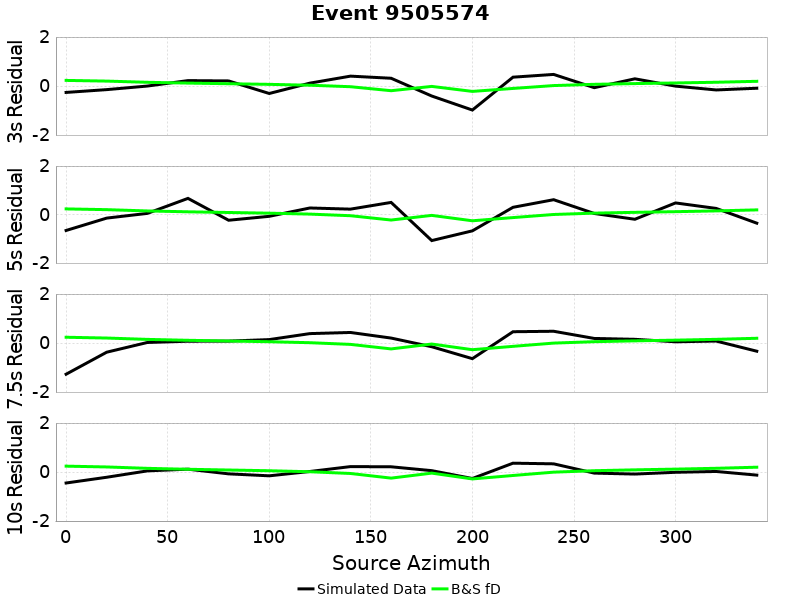 Event 9505574
3s Residual
2
0
-2
5s Residual
2
0
-2
7.5s Residual
2
0
-2
10s Residual
2
0
-2
0 50 100 150 200 250 300
Source Azimuth
Simulated Data B&S fD